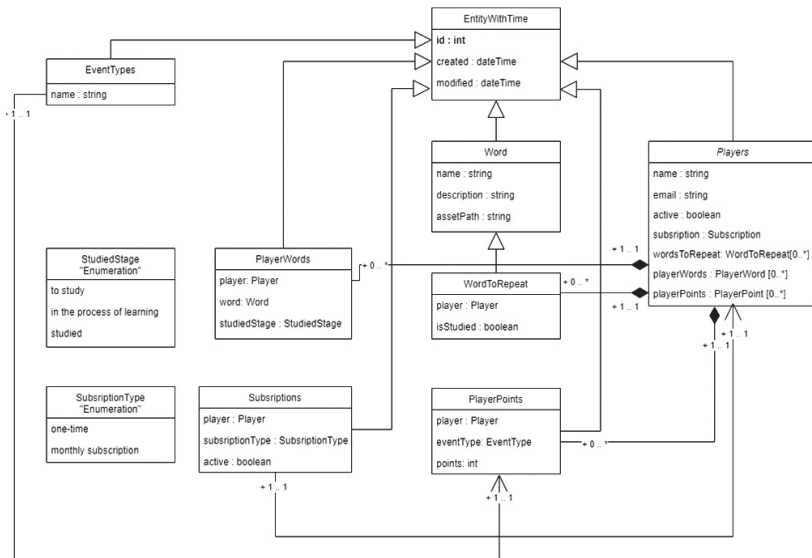 EntityWithTime
id : int
created : dateTime
modified : dateTime
EventTypes
name : string
+ 1 .. 1
Word
name : string
description : string
assetPath : string
Players
name : string
email : string
active : boolean
subsription : Subscription
wordsToRepeat: WordToRepeat[0..*]
playerWords : PlayerWord [0..*]
playerPoints : PlayerPoint [0..*]
StudiedStage
"Enumeration"
to study
in the process of learning
studied
PlayerWords
player: Player
word: Word
studiedStage : StudiedStage
+ 0 .. *
+ 1 .. 1
WordToRepeat
player : Player
isStudied : boolean
+ 0 .. *
+ 1 .. 1
+ 1 .. 1
+ 1 .. 1
SubsriptionType
"Enumeration"
one-time
monthly subscription
Subsriptions
player : Player
subsriptionType : SubsriptionType
active : boolean
+ 1 .. 1
PlayerPoints
player : Player
eventType: EventType
points: int
+ 0 .. *
+ 1 .. 1